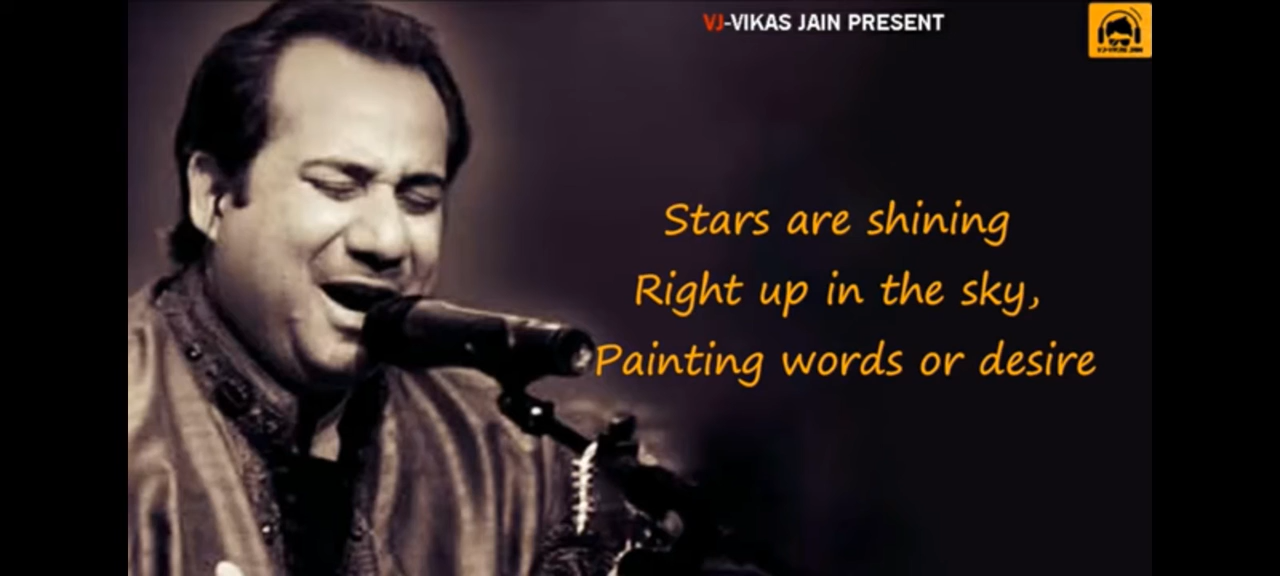 VJ-VIKAS JAIN PRESENT
Stars are shining
Right up in the sky,
Painting words or desire